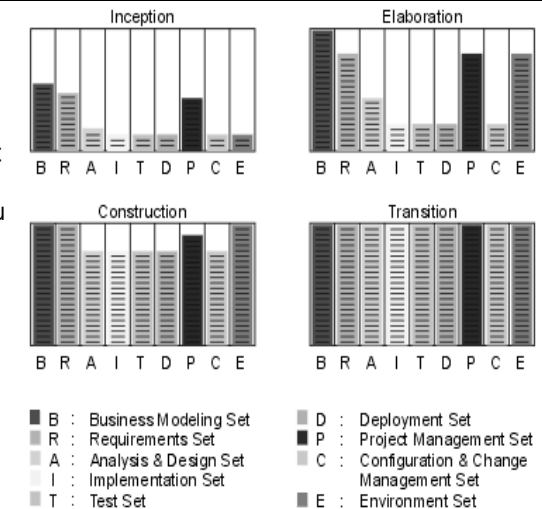 Inception
Elaboration
B R A I T D P C E
B R A I T D P C E
Construction
Transition
B R A I T D P C E
B R A I T D P C E
B : Business Modeling Set
R : Requirements Set
A : Analysis & Design Set
I : Implementation Set
T : Test Set
D : Deployment Set
P : Project Management Set
C : Configuration & Change
Management Set
E : Environment Set